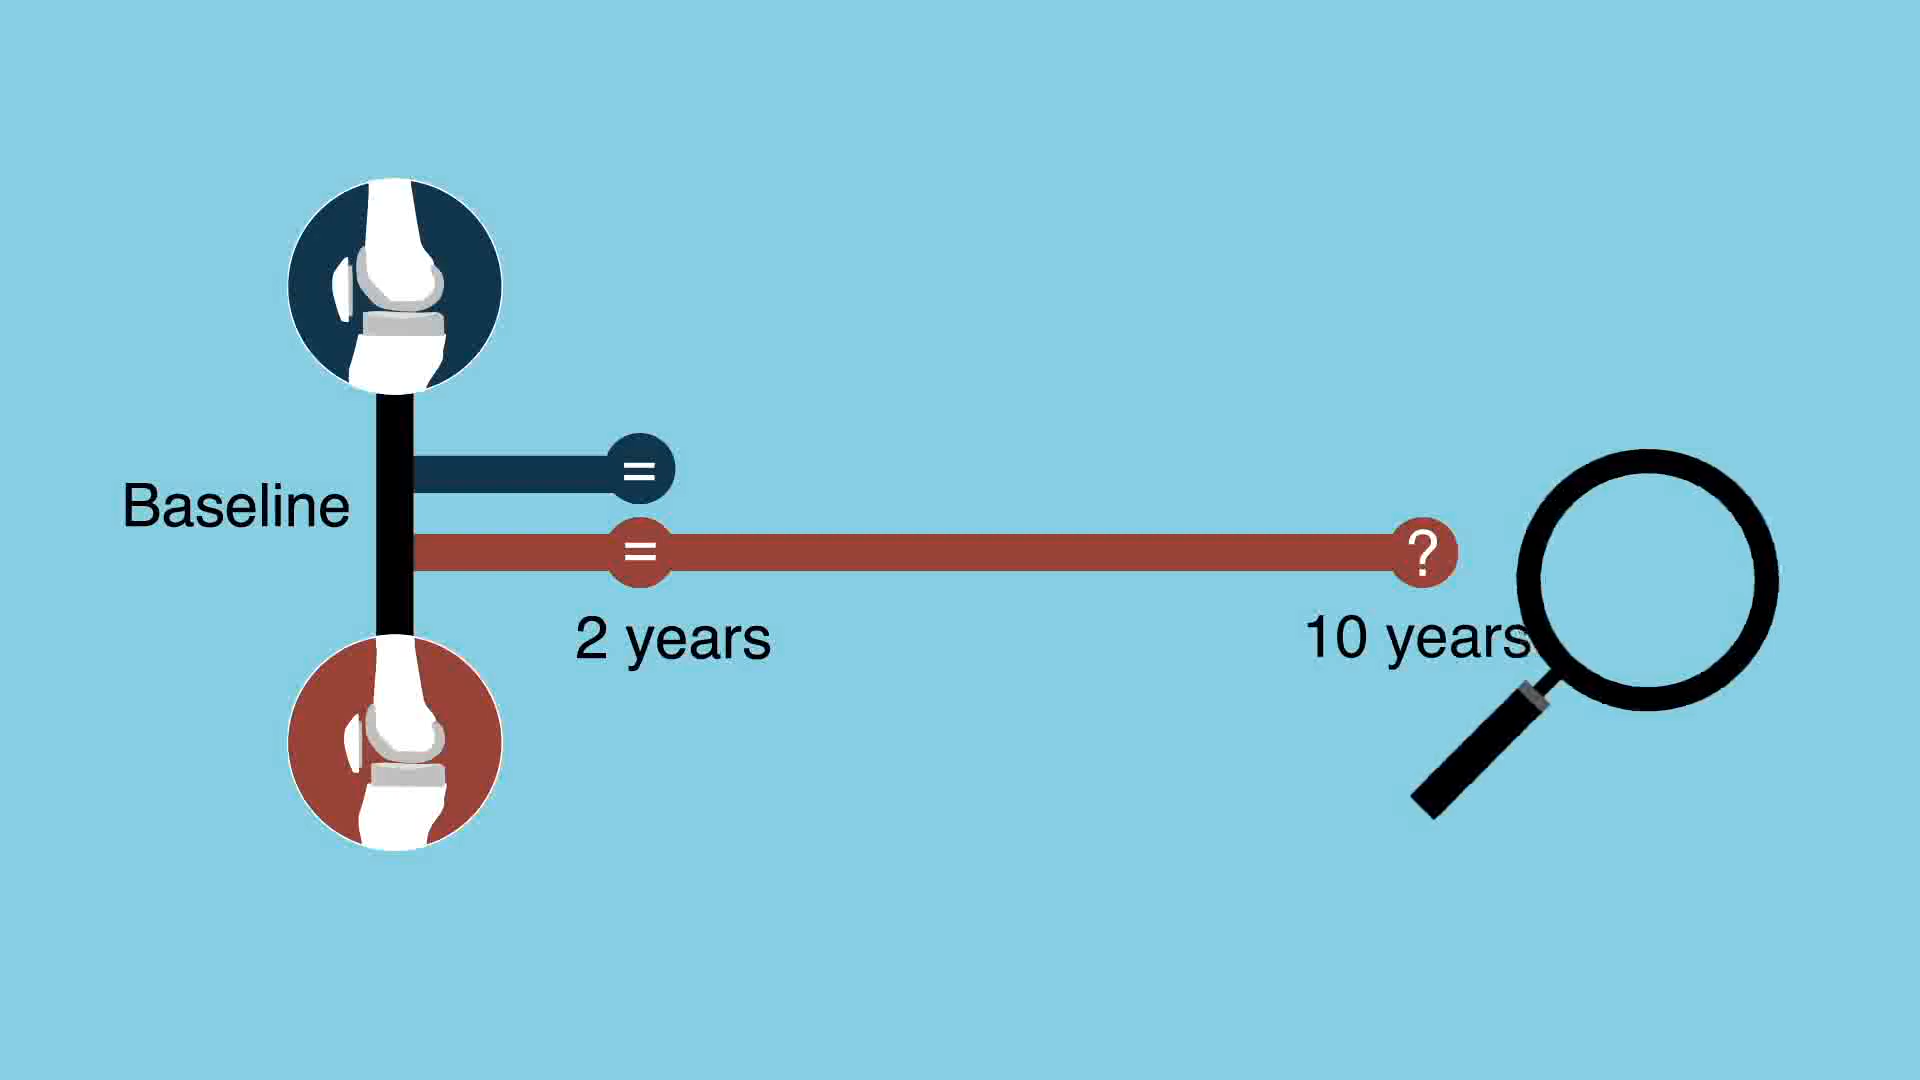 =
Baseline
= ?
2 years 10 years